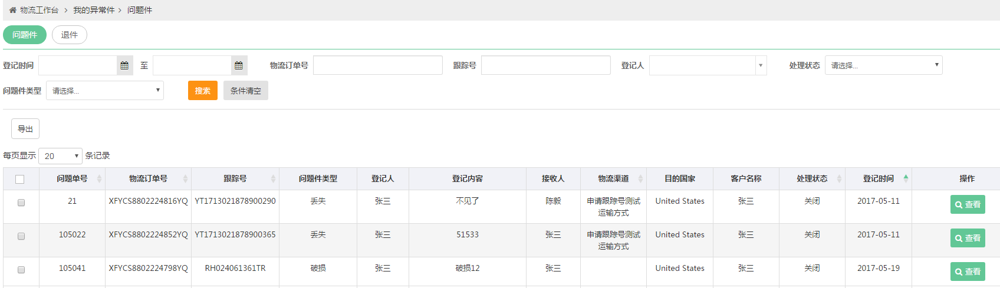 物流工作台 > 我的异常件 > 问题件
问题件 退件
登记时间 至 物流订单号 跟踪号 登记人 处理状态 请选择...
问题件类型 请选择... 搜索 条件清空
导出
每页显示 20 条记录
问题单号 物流订单号 跟踪号 问题件类型 登记人 登记内容 接收人 物流渠道 目的国家 客户名称 处理状态 登记时间 操作
21 XFYCS8802224816YQ YT1713021878900290 丢失 张三 不见了 陈毅 申请跟踪号测试 United States 张三 关闭 2017-05-11 查看
运输方式
105022 XFYCS8802224852YQ YT1713021878900365 丢失 张三 51533 张三 申请跟踪号测试 United States 张三 关闭 2017-05-11 查看
运输方式
105041 XFYCS8802224798YQ RH024061361TR 破损 张三 破损12 张三 United States 张三 关闭 2017-05-19 查看